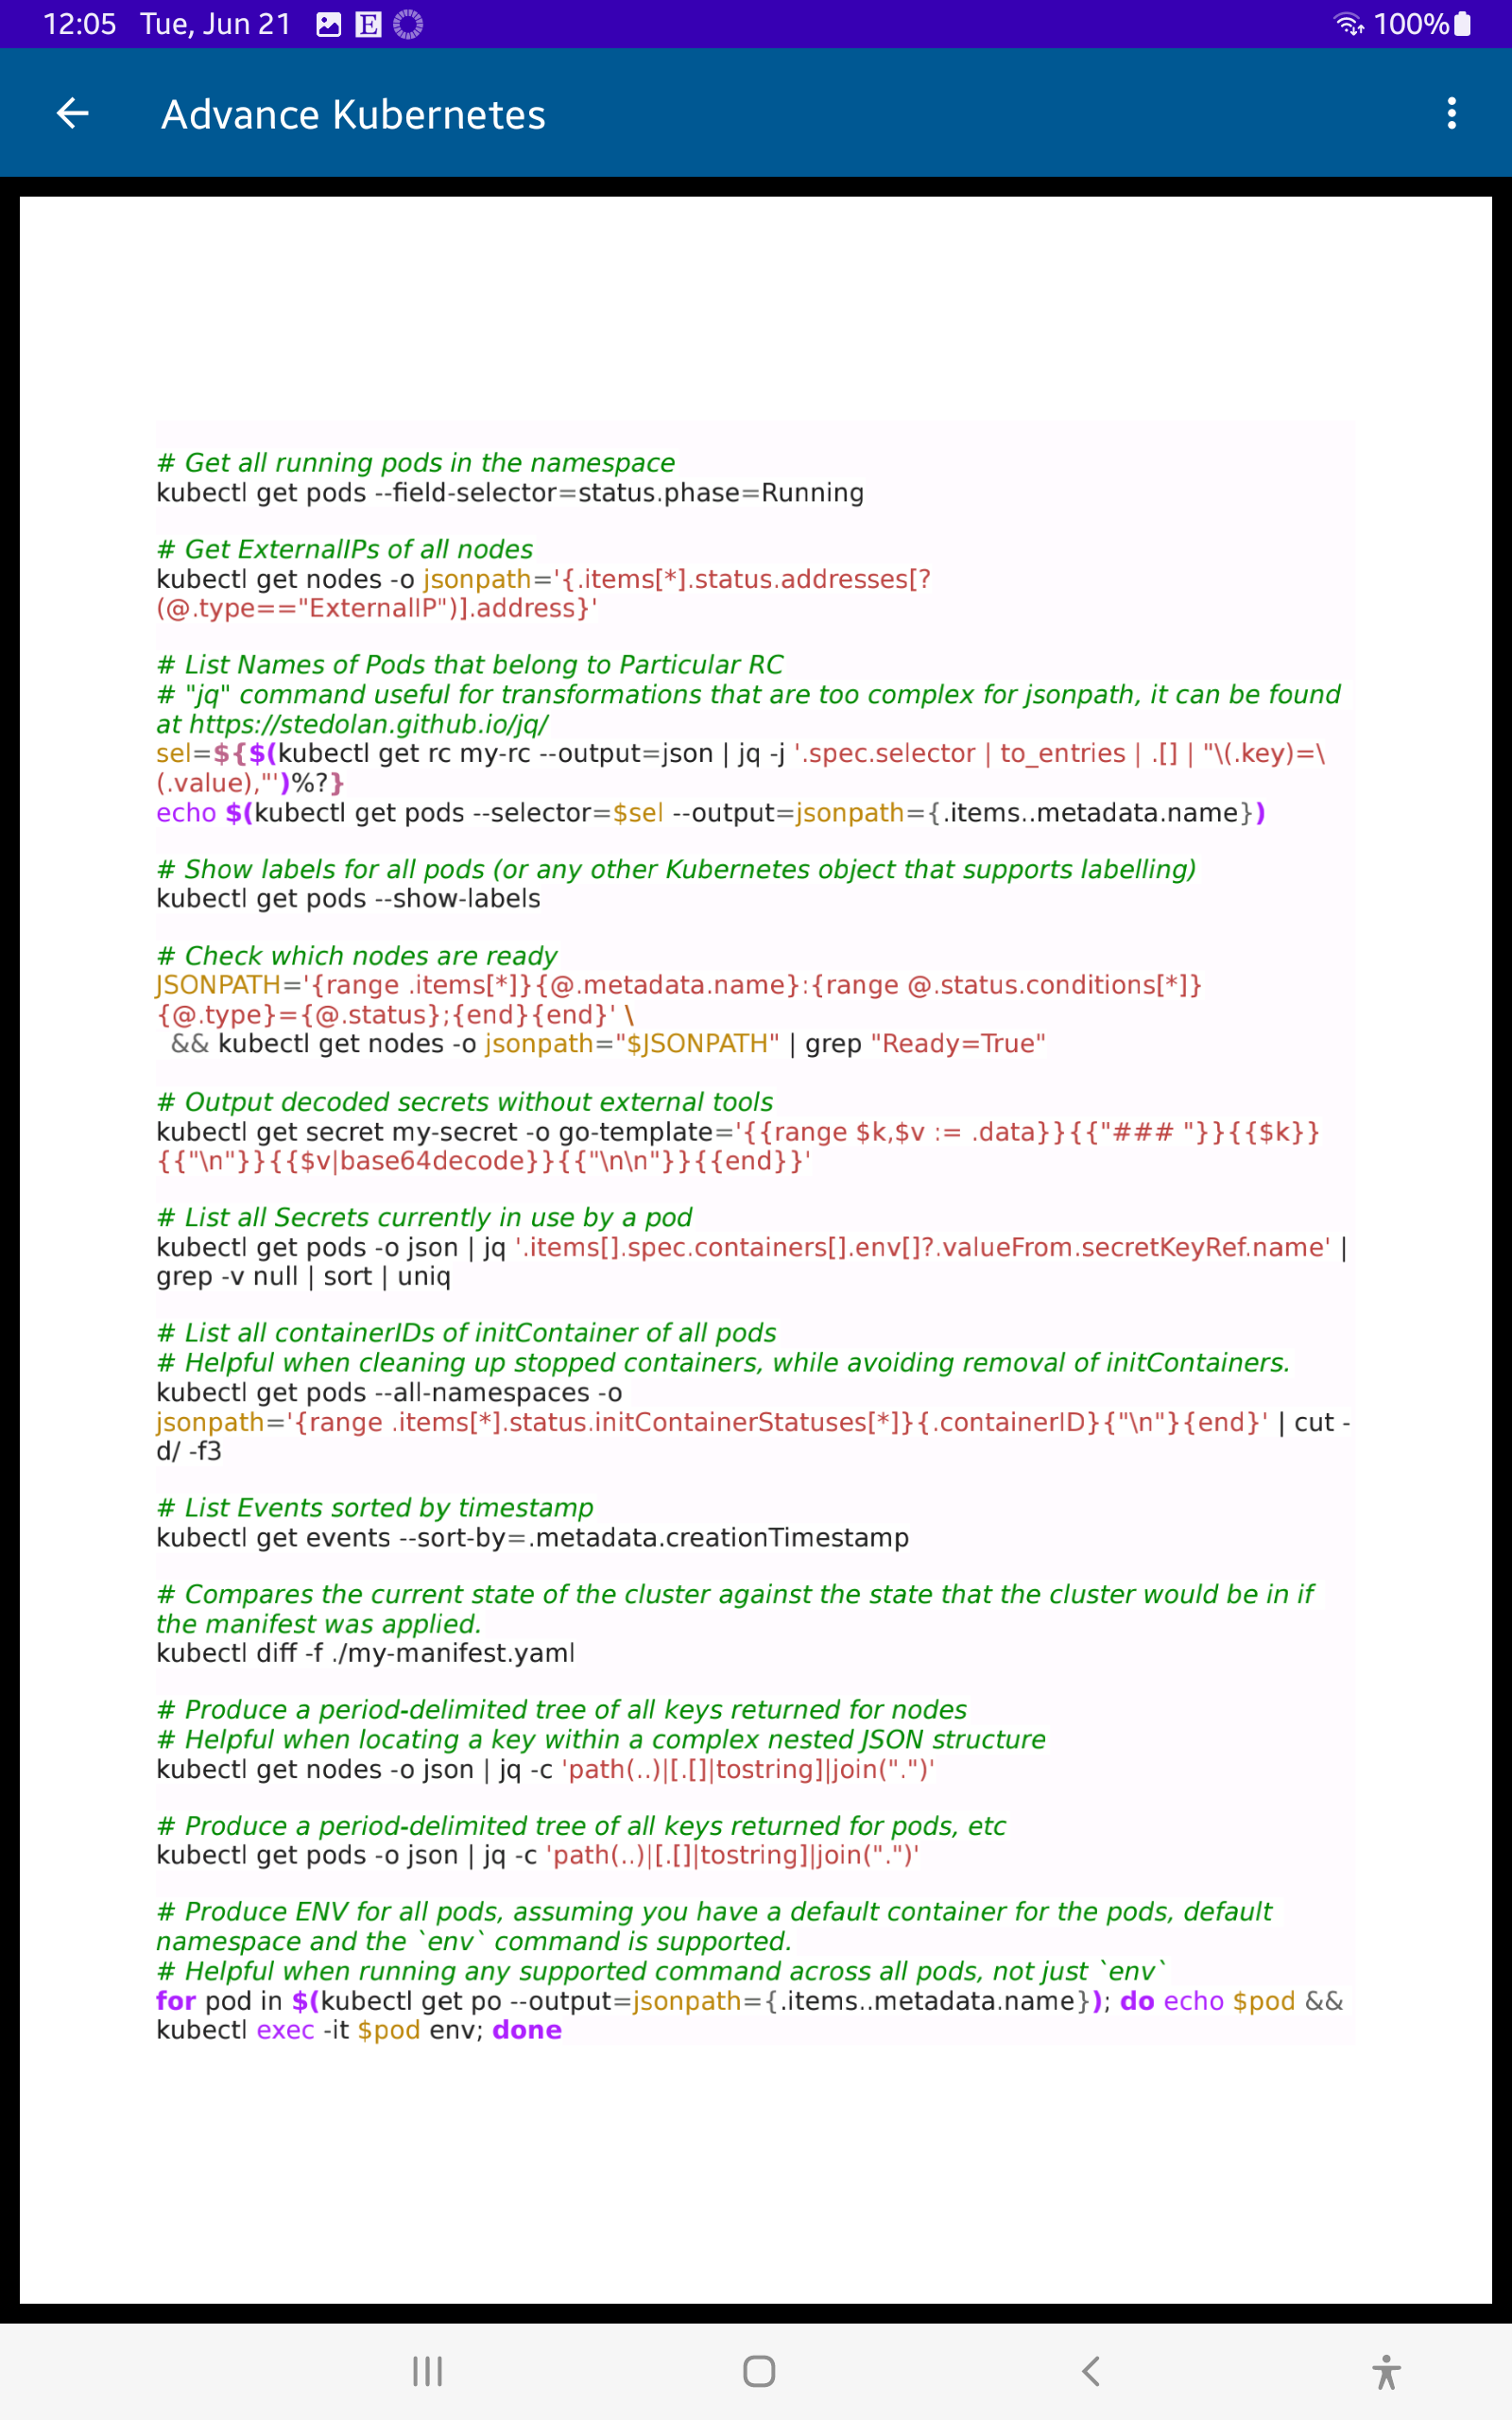 12:05 Tue, Jun 21 E 100%
Advance Kubernetes
# Get all running pods in the namespace
kubectl get pods --field-selector=status.phase=Running
# Get ExternalIPs of all nodes
kubectl get nodes -o jsonpath='{.items[*].status.addresses[?
(@.type=="ExternalIP")].address}'
# List Names of Pods that belong to Particular RC
# "jq" command useful for transformations that are too complex for jsonpath, it can be found
at https://stedolan.github.io/jq/
sel=${$(kubectl get rc my-rc --output=json | jq -j '.spec.selector | to_entries | .[] | "\(.key)=\
(.value),"')%?}
echo $(kubectl get pods --selector=$sel --output=jsonpath={.items..metadata.name})
# Show labels for all pods (or any other Kubernetes object that supports labelling)
kubectl get pods --show-labels
# Check which nodes are ready
JSONPATH='{range .items[*]}{@.metadata.name}:{range @.status.conditions[*]}
{@.type}={@.status};{end}{end}' \
&& kubectl get nodes -o jsonpath="$JSONPATH" | grep "Ready=True"
# Output decoded secrets without external tools
kubectl get secret my-secret -o go-template='{{range $k,$v := .data}}{{"### "}}{{$k}}
{{"\n"}}{{$v|base64decode}}{{"\n\n"}}{{end}}'
# List all Secrets currently in use by a pod
kubectl get pods -o json | jq '.items[].spec.containers[].env[]?.valueFrom.secretKeyRef.name' |
grep -v null | sort | uniq
# List all containerIDs of initContainer of all pods
# Helpful when cleaning up stopped containers, while avoiding removal of initContainers.
kubectl get pods --all-namespaces -o
jsonpath='{range .items[*].status.initContainerStatuses[*]}{.containerID}{"\n"}{end}' | cut -
d/ -f3
# List Events sorted by timestamp
kubectl get events --sort-by=.metadata.creationTimestamp
# Compares the current state of the cluster against the state that the cluster would be in if
the manifest was applied.
kubectl diff -f ./my-manifest.yaml
# Produce a period-delimited tree of all keys returned for nodes
# Helpful when locating a key within a complex nested JSON structure
kubectl get nodes -o json | jq -c 'path(..)|[.[]|tostring]|join(".")'
# Produce a period-delimited tree of all keys returned for pods, etc
kubectl get pods -o json | jq -c 'path(..)|[.[]|tostring]|join(".")'
# Produce ENV for all pods, assuming you have a default container for the pods, default
namespace and the `env` command is supported.
# Helpful when running any supported command across all pods, not just `env`
for pod in $(kubectl get po --output=jsonpath={.items..metadata.name}); do echo $pod &&
kubectl exec -it $pod env; done